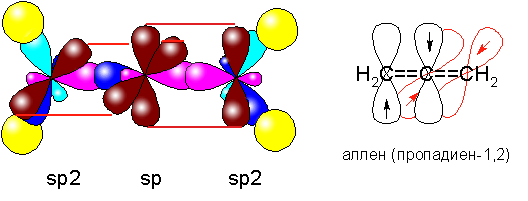 H2C==C==CH2
аллен (пропадиен-1,2)
sp2 sp sp2